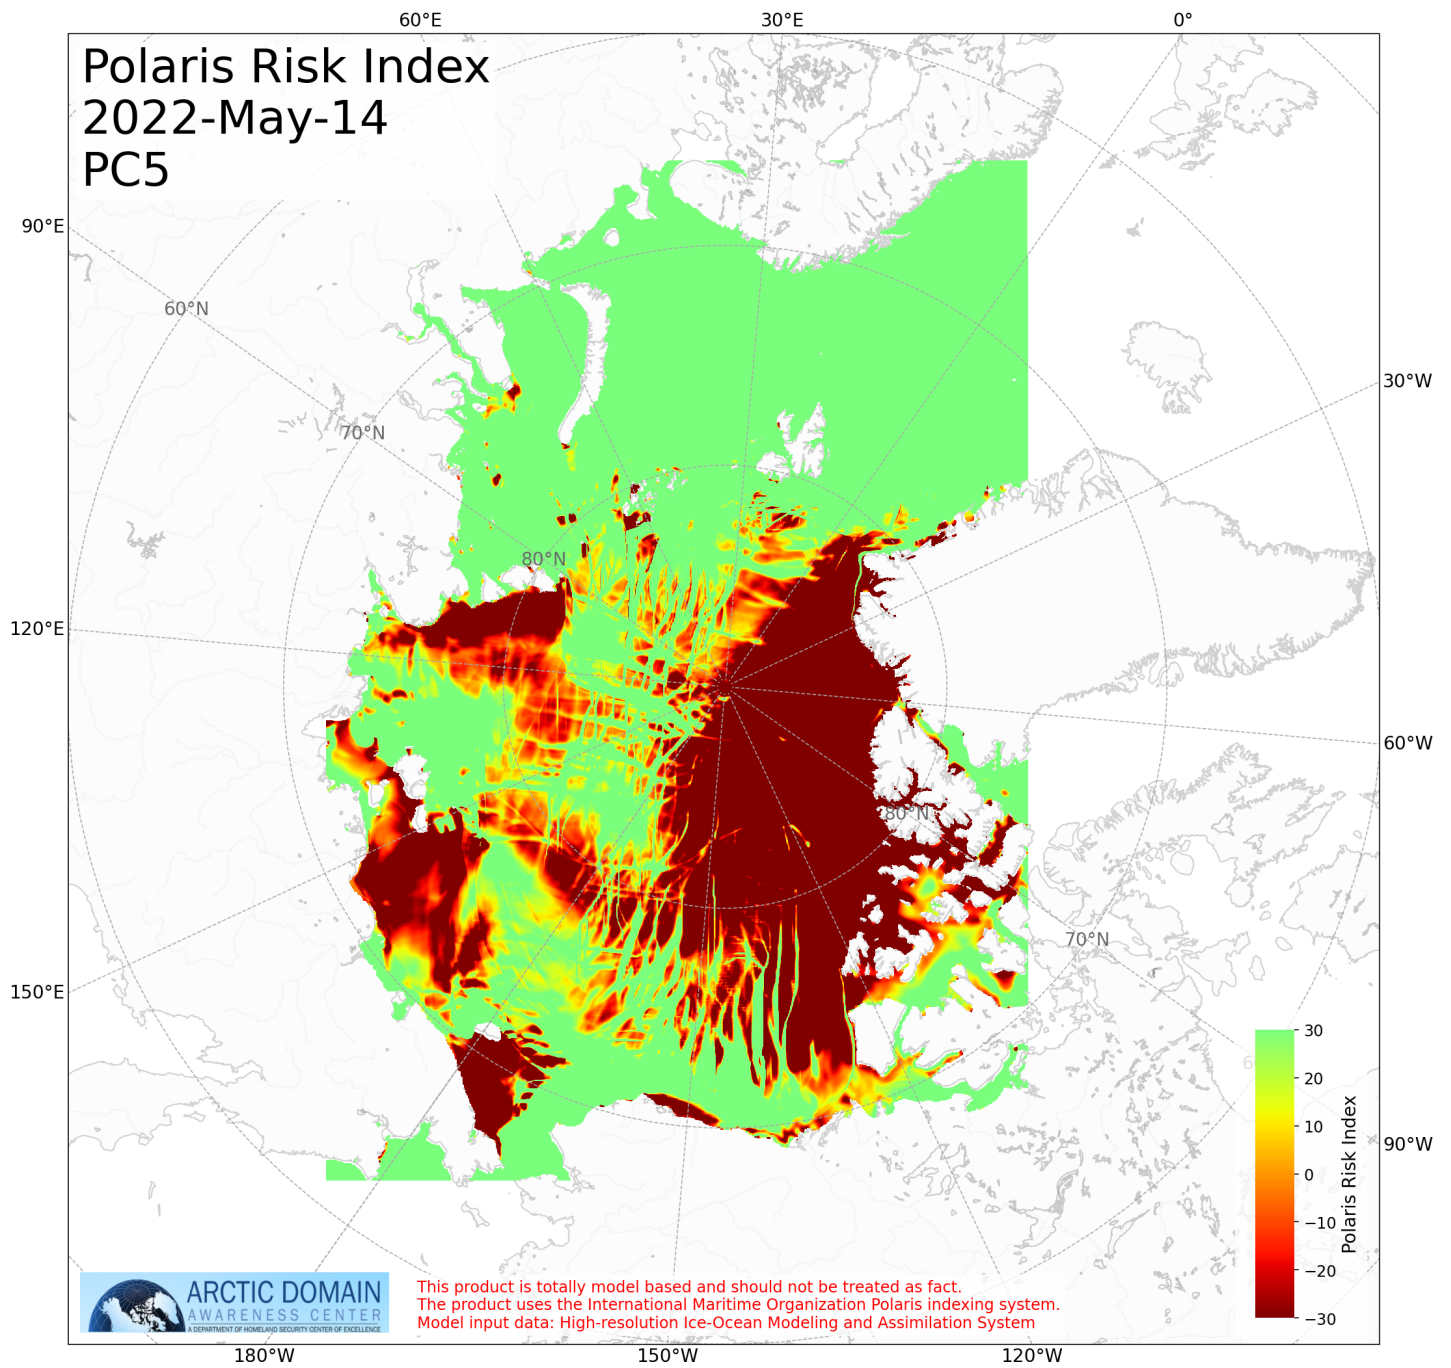 60°E
30°E
0°
Polaris Risk Index
2022-May-14
PC5
90°E
60°N
30°W
70°N
80°N
120°E
60°W
80°N
70°N
150°E
30
20
10
0
−10
−20
−30
Polaris Risk Index
90°W
ARCTIC DOMAIN
AWARENESS CENTER
A DEPARTMENT OF HOMELAND SECURITY CENTER OF EXCELLENCE
This product is totally model based and should not be treated as fact.
The product uses the International Maritime Organization Polaris indexing system.
Model input data: High-resolution Ice-Ocean Modeling and Assimilation System
180°W
150°W
120°W